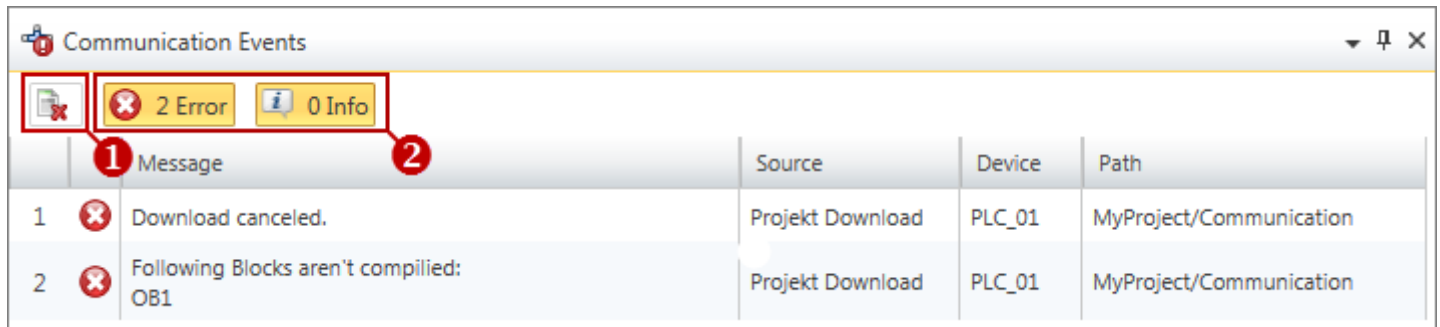 Communication Events
2 Error 0 Info
1 2
Message Source Device Path
1 Download canceled. Projekt Download PLC_01 MyProject/Communication
2 Following Blocks aren't compilied: Projekt Download PLC_01 MyProject/Communication
OB1